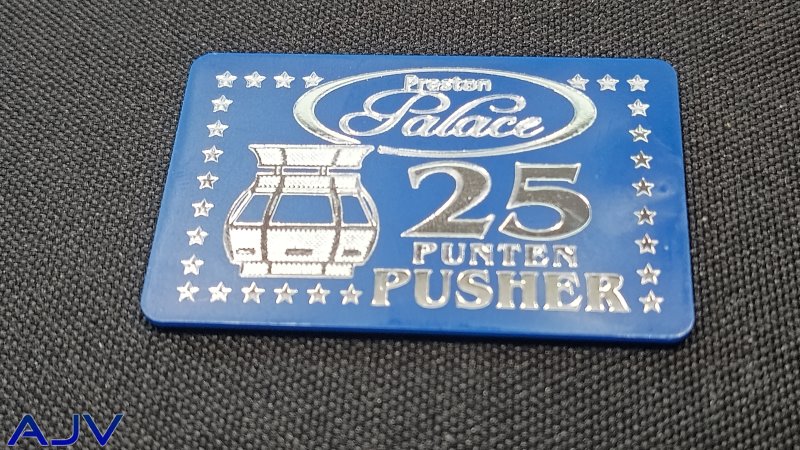 Preston
Palace
25
PUNTEN
PUSHER
AJV